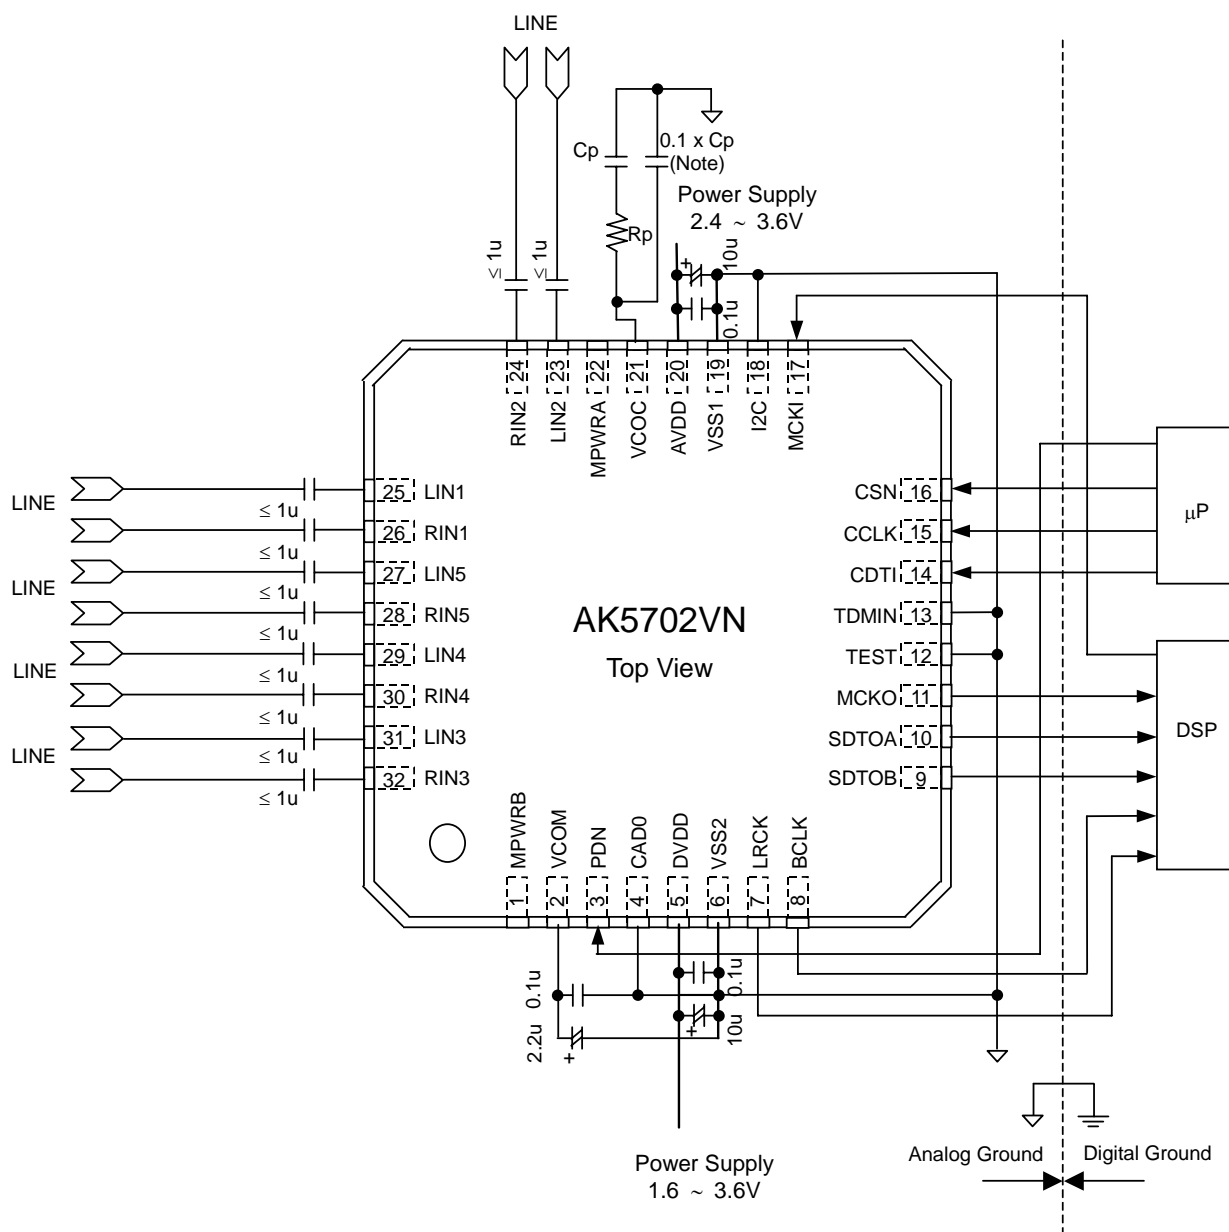 LINE
Cp
0.1 x Cp
(Note)
Power Supply
2.4 ~ 3.6V
Rp
≤ 1u
≤ 1u
10u
0.1u
24
23
22
21
20
19
18
17
RIN2
LIN2
MPWRA
VCOC
AVDD
VSS1
I2C
MCKI
LINE
≤ 1u
25 LIN1
≤ 1u
26 RIN1
LINE
≤ 1u
27 LIN5
≤ 1u
28 RIN5
LINE
≤ 1u
29 LIN4
≤ 1u
30 RIN4
LINE
≤ 1u
31 LIN3
≤ 1u
32 RIN3
AK5702VN
Top View
CSN 16
CCLK 15
CDTI 14
TDMIN 13
TEST 12
MCKO 11
SDTOA 10
SDTOB 9
μP
DSP
MPWRB
VCOM
PDN
CAD0
DVDD
VSS2
LRCK
BCLK
1
2
3
4
5
6
7
8
0.1u
2.2u
0.1u
10u
Power Supply
1.6 ~ 3.6V
Analog Ground
Digital Ground